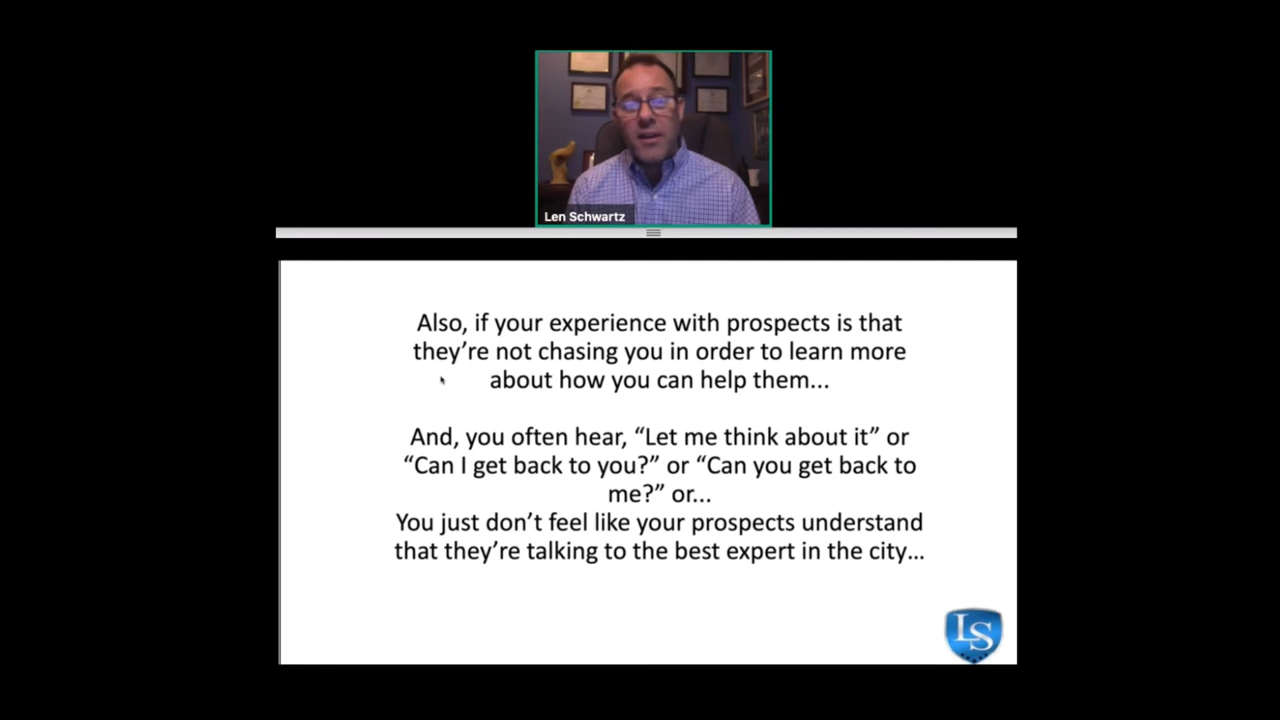 Len Schwartz
Also, if your experience with prospects is that
they’re not chasing you in order to learn more
about how you can help them...
And, you often hear, “Let me think about it” or
“Can I get back to you?” or “Can you get back to
me?” or...
You just don’t feel like your prospects understand
that they’re talking to the best expert in the city...
LS